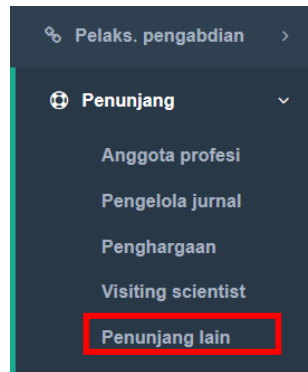 Pelaks. pengabdian
Penunjang
Anggota profesi
Pengelola jurnal
Penghargaan
Visiting scientist
Penunjang lain